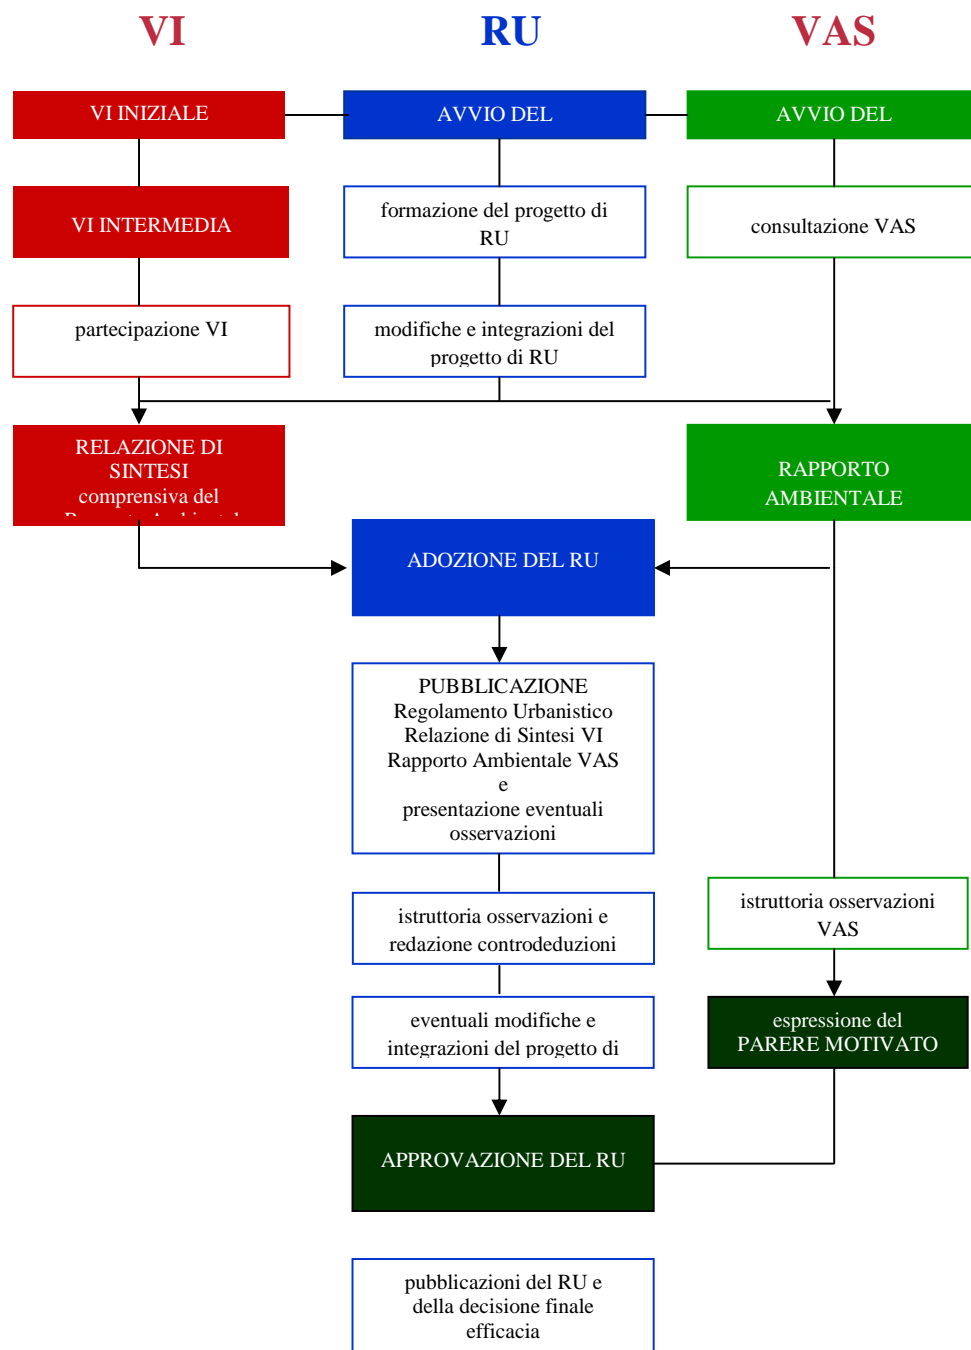 VI
RU
VAS
VI INIZIALE
AVVIO DEL
AVVIO DEL
VI INTERMEDIA
formazione del progetto di
RU
consultazione VAS
partecipazione VI
modifiche e integrazioni del
progetto di RU
RELAZIONE DI
SINTESI
comprensiva del
RAPPORTO
AMBIENTALE
ADOZIONE DEL RU
PUBBLICAZIONE
Regolamento Urbanistico
Relazione di Sintesi VI
Rapporto Ambientale VAS
e
presentazione eventuali
osservazioni
istruttoria osservazioni e
redazione controdeduzioni
istruttoria osservazioni
VAS
eventuali modifiche e
integrazioni del progetto di
espressione del
PARERE MOTIVATO
APPROVAZIONE DEL RU
pubblicazioni del RU e
della decisione finale
efficacia